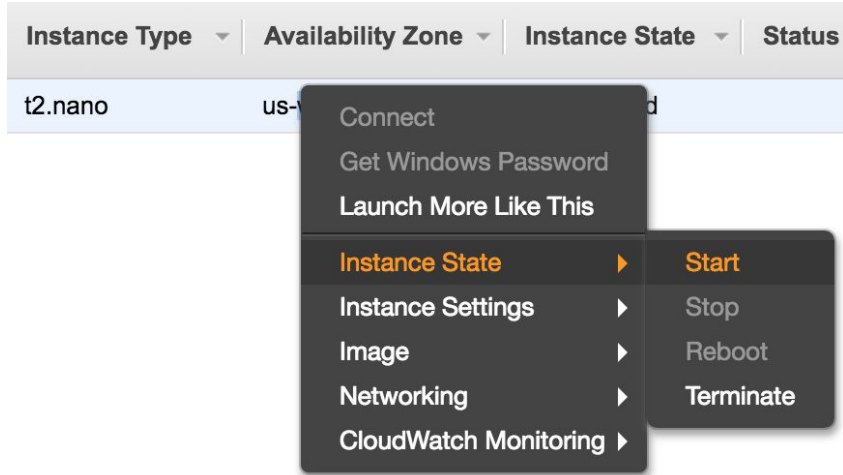 Instance Type Availability Zone Instance State Status
t2.nano us- d
Connect
Get Windows Password
Launch More Like This
Instance State Start
Instance Settings Stop
Image Reboot
Networking Terminate
CloudWatch Monitoring